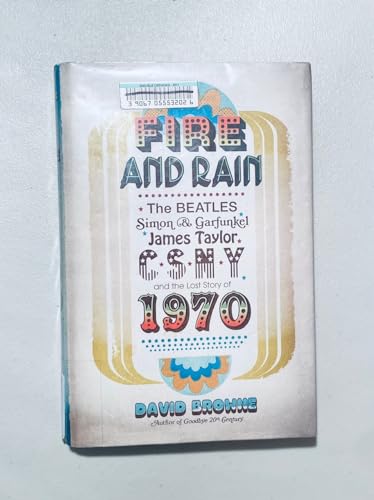 3 9067 05553202 6
FIRE
AND RAIN
The BEATLES
Simon & Garfunkel
James Taylor
C·S·N·Y
and the Lost Story of
1970
DAVID BROWNE
Author of Goodbye 20th Century